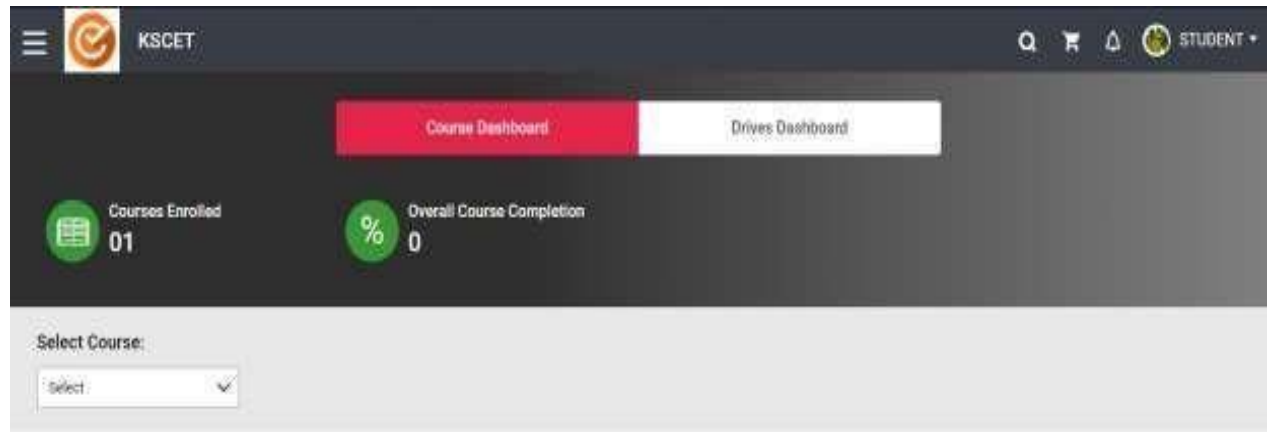 KSCET
STUDENT
Course Dashboard
Drives Dashboard
Courses Enrolled
01
%
Overall Course Completion
0
Select Course:
Select